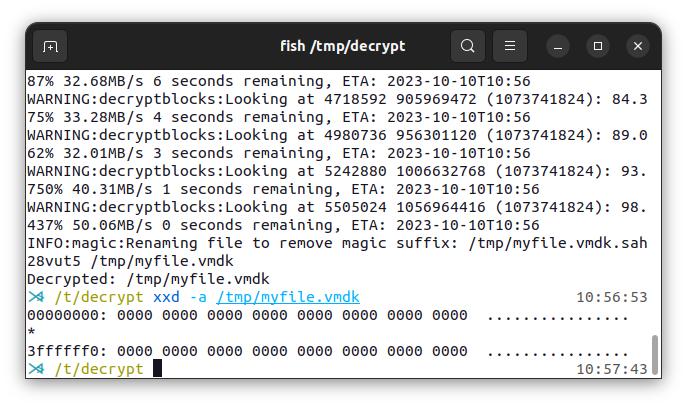 fish /tmp/decrypt
87% 32.68MB/s 6 seconds remaining, ETA: 2023-10-10T10:56
WARNING:decryptblocks:Looking at 4718592 905969472 (1073741824): 84.3
75% 33.28MB/s 4 seconds remaining, ETA: 2023-10-10T10:56
WARNING:decryptblocks:Looking at 4980736 956301120 (1073741824): 89.0
62% 32.01MB/s 3 seconds remaining, ETA: 2023-10-10T10:56
WARNING:decryptblocks:Looking at 5242880 1006632768 (1073741824): 93.
750% 40.31MB/s 1 seconds remaining, ETA: 2023-10-10T10:56
WARNING:decryptblocks:Looking at 5505024 1056964416 (1073741824): 98.
437% 50.06MB/s 0 seconds remaining, ETA: 2023-10-10T10:56
INFO:magic:Renaming file to remove magic suffix: /tmp/myfile.vmdk.sah
28vut5 /tmp/myfile.vmdk
Decrypted: /tmp/myfile.vmdk
⋊ /t/decrypt xxd -a /tmp/myfile.vmdk 10:56:53
00000000: 0000 0000 0000 0000 0000 0000 0000 0000  ................
*
3ffffff0: 0000 0000 0000 0000 0000 0000 0000 0000  ................
⋊ /t/decrypt 10:57:43